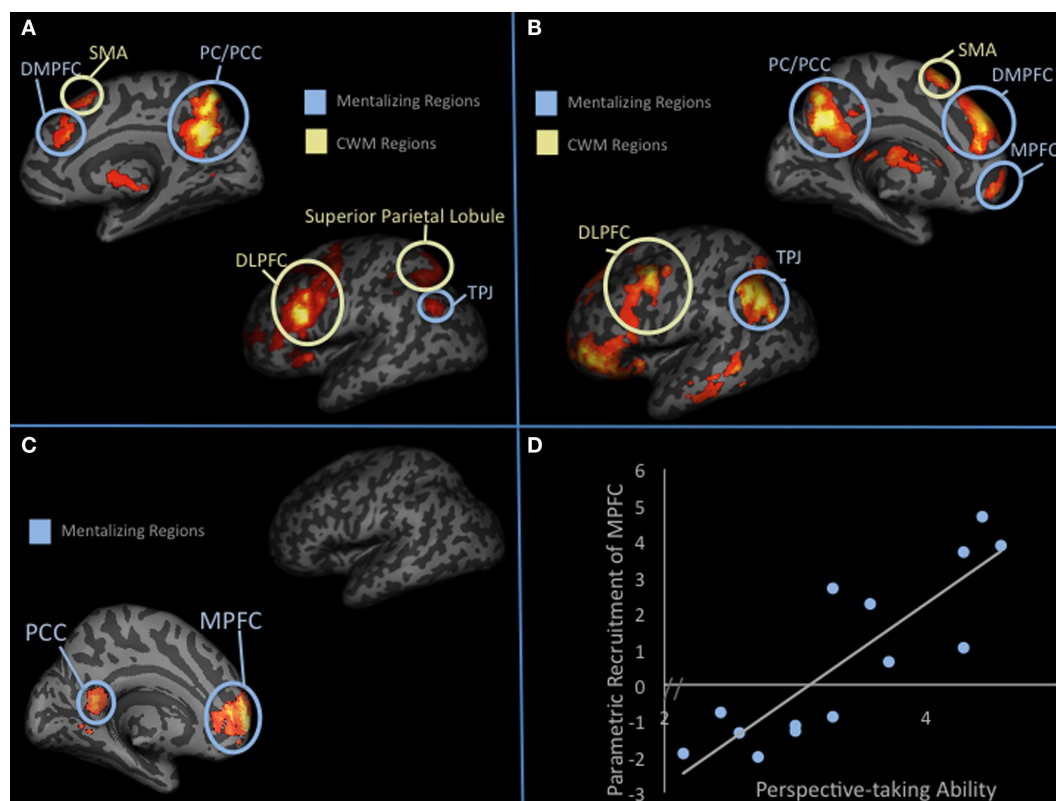 A
SMA
DMPFC
PC/PCC
Mentalizing Regions
CWM Regions
Superior Parietal Lobule
DLPFC
TPJ
B
SMA
PC/PCC
DMPFC
Mentalizing Regions
CWM Regions
MPFC
DLPFC
TPJ
C
Mentalizing Regions
PCC
MPFC
D
Parametric Recruitment of MPFC
6
5
4
3
2
1
0
-1
-2
-3
2
4
Perspective-taking Ability